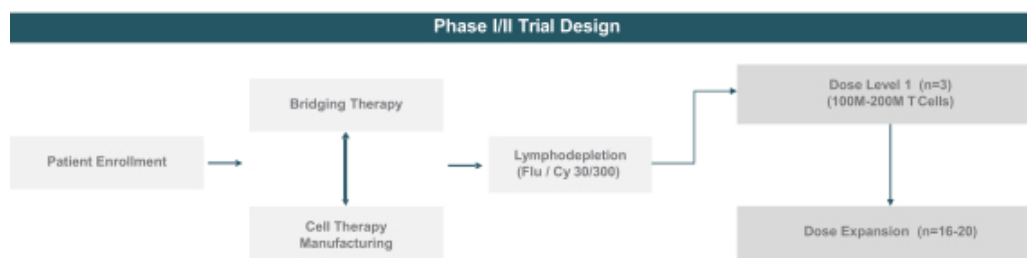 Phase I/II Trial Design
Patient Enrollment
Bridging Therapy
Cell Therapy
Manufacturing
Lymphodepletion
(Flu / Cy 30/300)
Dose Level 1 (n=3)
(100M-200M T Cells)
Dose Expansion (n=16-20)